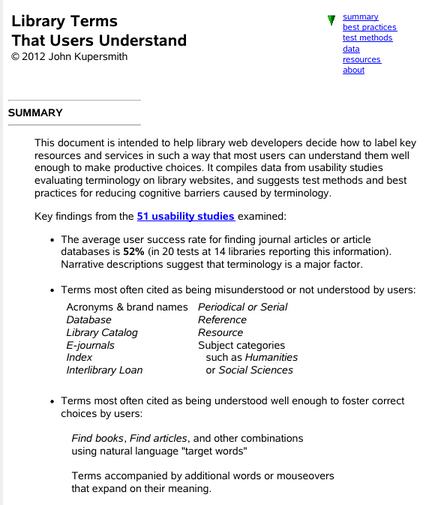 Library Terms
That Users Understand
© 2012 John Kupersmith
summary
best practices
test methods
data
resources
about
SUMMARY
This document is intended to help library web developers decide how to label key
resources and services in such a way that most users can understand them well
enough to make productive choices. It compiles data from usability studies
evaluating terminology on library websites, and suggests test methods and best
practices for reducing cognitive barriers caused by terminology.
Key findings from the 51 usability studies examined:
• The average user success rate for finding journal articles or article
databases is 52% (in 20 tests at 14 libraries reporting this information).
Narrative descriptions suggest that terminology is a major factor.
• Terms most often cited as being misunderstood or not understood by users:
Acronyms & brand names
Database
Library Catalog
E-journals
Index
Interlibrary Loan
Periodical or Serial
Reference
Resource
Subject categories
such as Humanities
or Social Sciences
• Terms most often cited as being understood well enough to foster correct
choices by users:
Find books, Find articles, and other combinations
using natural language "target words"
Terms accompanied by additional words or mouseovers
that expand on their meaning.